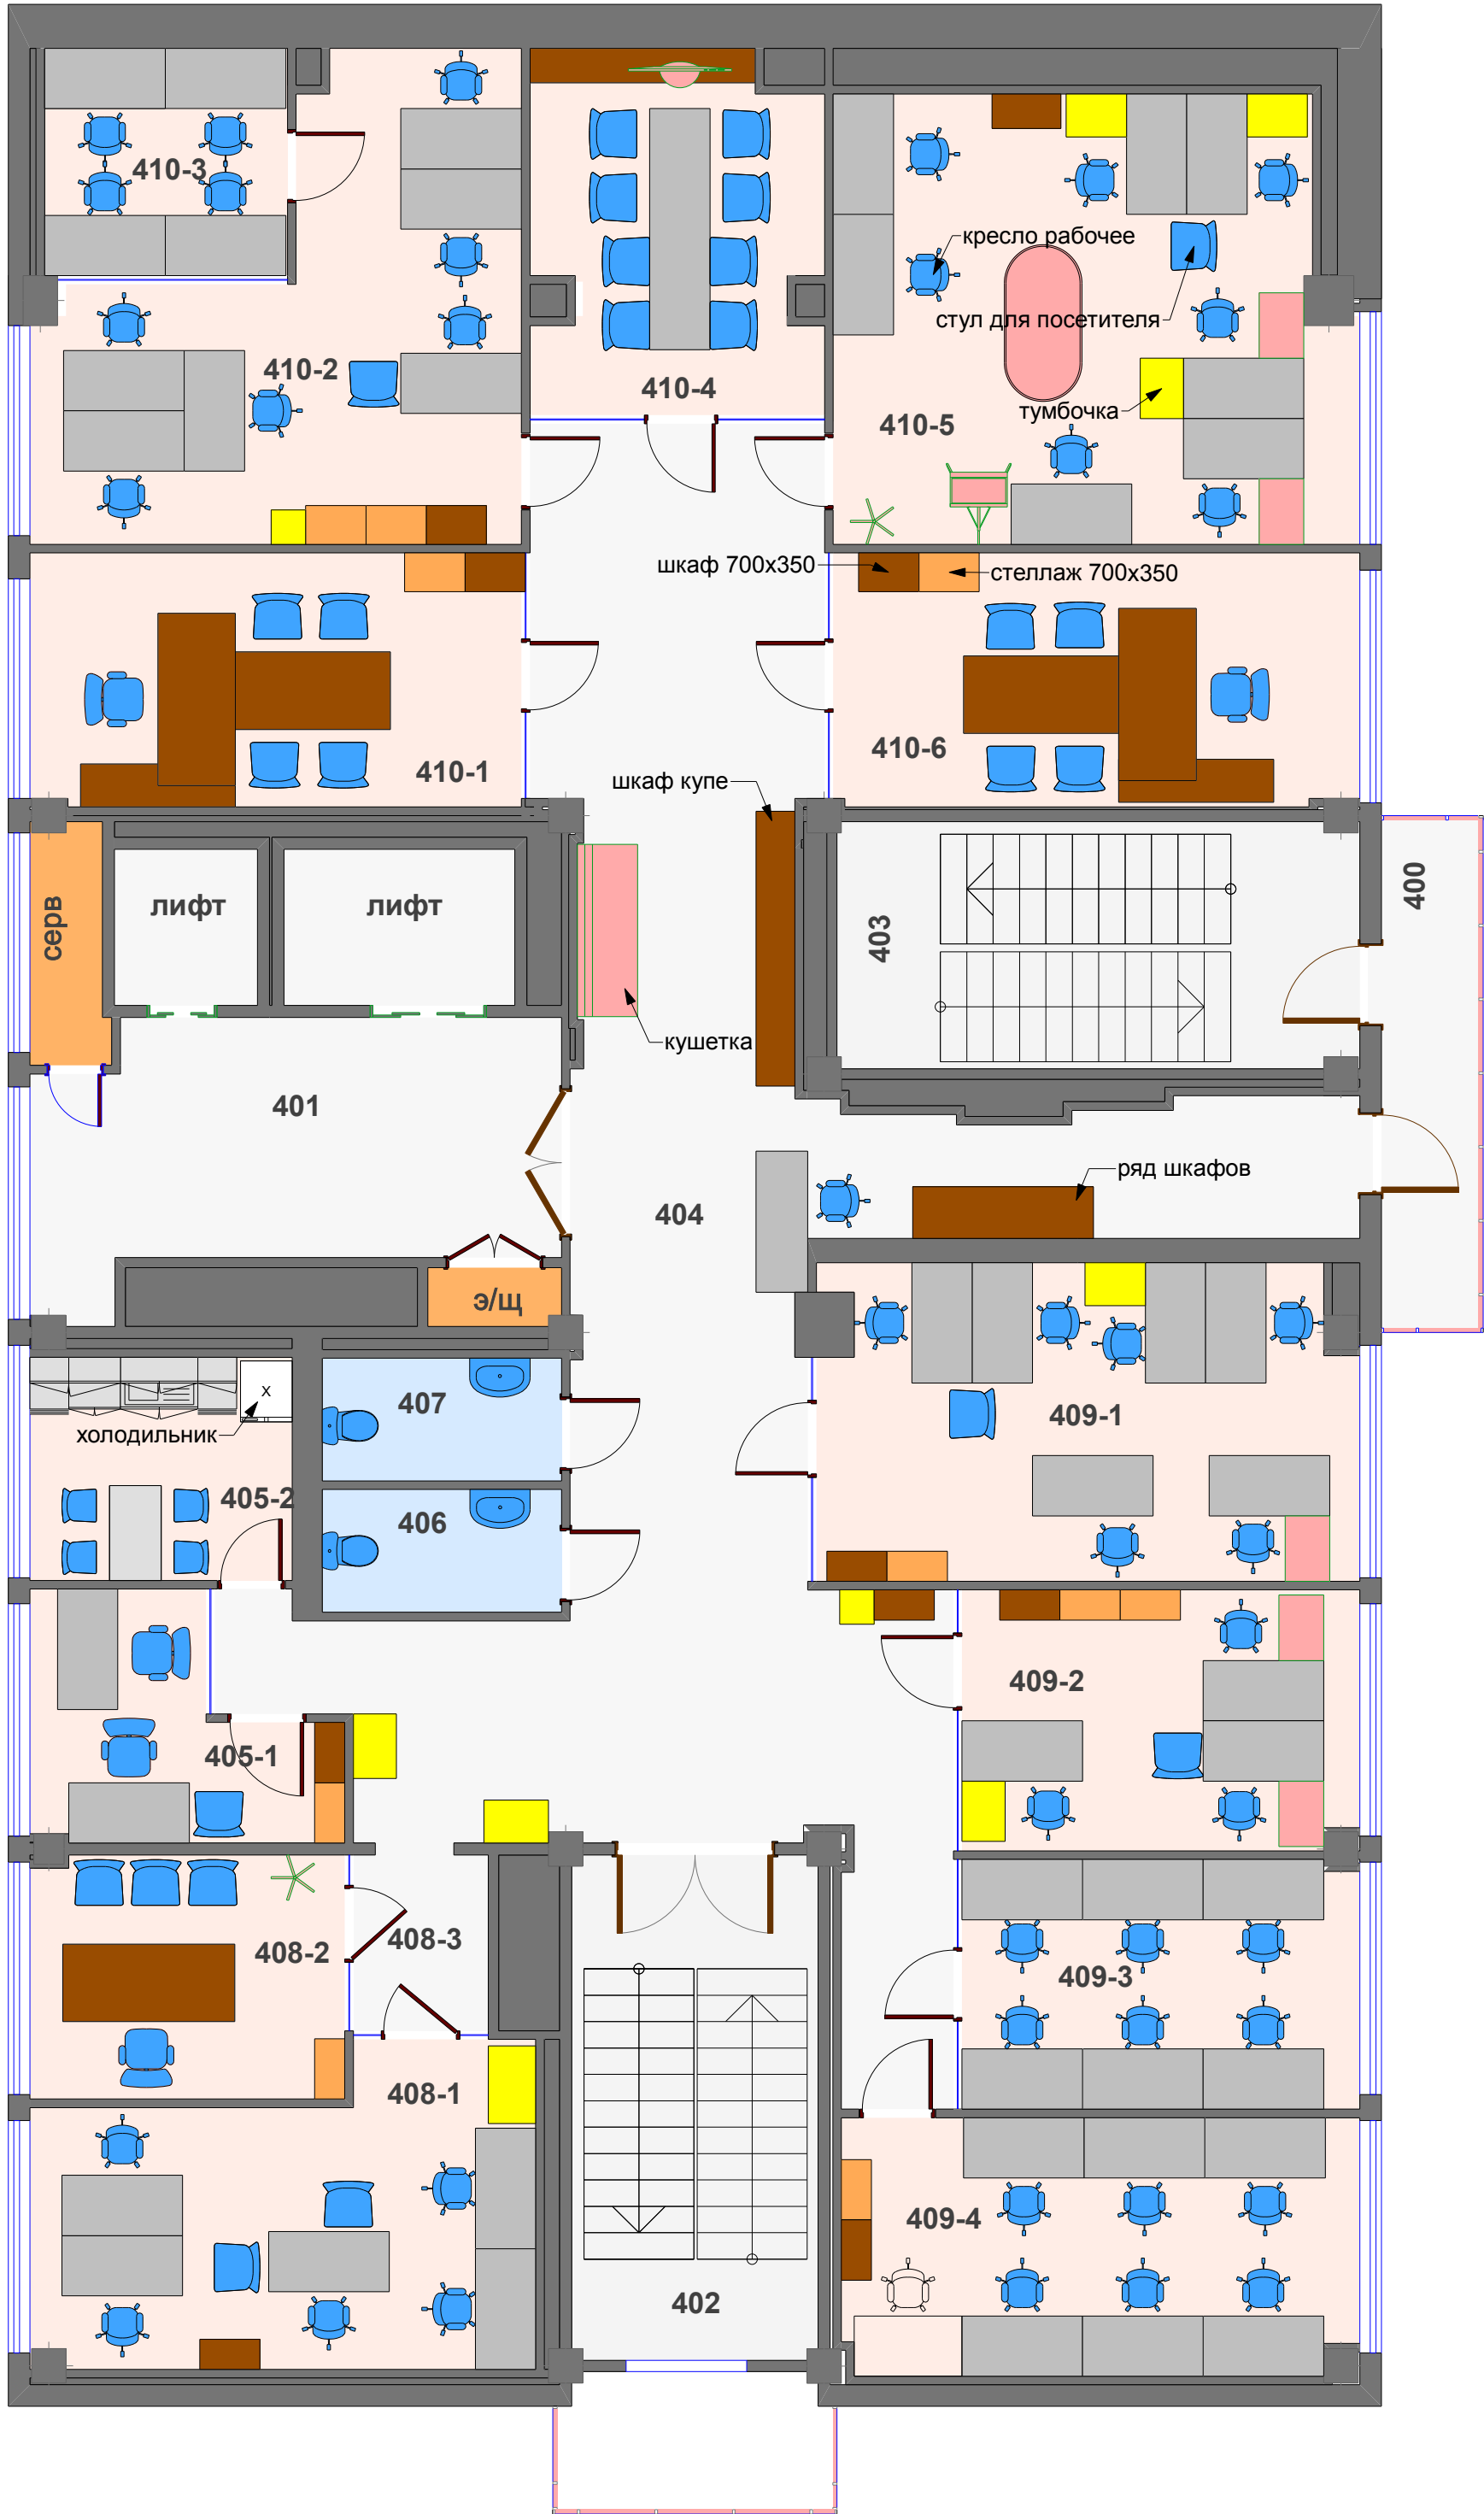 410-3
кресло рабочее
стул для посетителя
410-2
410-4
тумбочка
410-5
шкаф 700х350
стеллаж 700х350
410-1
410-6
шкаф купе
серв
лифт
лифт
403
400
кушетка
401
ряд шкафов
404
э/щ
х
407
холодильник
409-1
405-2
406
409-2
405-1
408-2
408-3
409-3
408-1
409-4
402